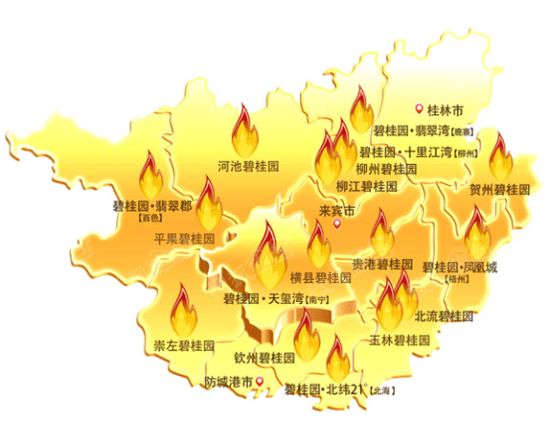 桂林市
碧桂园·翡翠湾【鹿寨】
碧桂园·十里江湾【柳州】
河池碧桂园
柳州碧桂园
柳江碧桂园
贺州碧桂园
碧桂园·翡翠郡
【百色】
来宾市
平果碧桂园
贵港碧桂园
碧桂园·凤凰城
【梧州】
横县碧桂园
碧桂园·天玺湾【南宁】
北流碧桂园
崇左碧桂园
玉林碧桂园
钦州碧桂园
防城港市
碧桂园·北纬21°【北海】